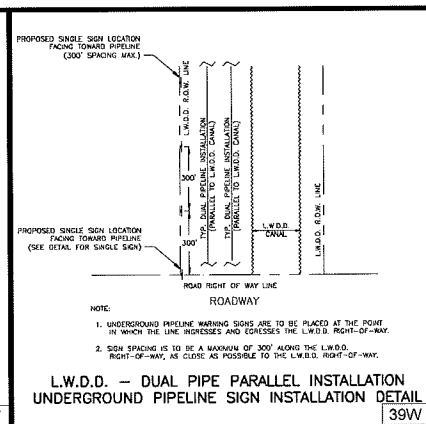 PROPOSED SINGLE SIGN LOCATION
FACING TOWARD PIPELINE
(300' SPACING MAX.)
L.W.D.D. R.O.W. LINE
TYP. DUAL PIPELINE INSTALLATION
(PARALLEL TO L.W.D.D. CANAL)
TYP. DUAL PIPELINE INSTALLATION
(PARALLEL TO L.W.D.D. CANAL)
L.W.D.D.
CANAL
L.W.D.D. R.O.W. LINE
300'
300'
PROPOSED SINGLE SIGN LOCATION
FACING TOWARD PIPELINE
(SEE DETAIL FOR SINGLE SIGN)
ROAD RIGHT OF WAY LINE
ROADWAY
NOTE:
1. UNDERGROUND PIPELINE WARNING SIGNS ARE TO BE PLACED AT THE POINT
IN WHICH THE LINE INGRESSES AND EGRESSES THE L.W.D.D. RIGHT-OF-WAY.
2. SIGN SPACING IS TO BE A MAXIMUM OF 300' ALONG THE L.W.D.D.
RIGHT-OF-WAY, AS CLOSE AS POSSIBLE TO THE L.W.D.D. RIGHT-OF-WAY.
L.W.D.D. – DUAL PIPE PARALLEL INSTALLATION
UNDERGROUND PIPELINE SIGN INSTALLATION DETAIL
39W